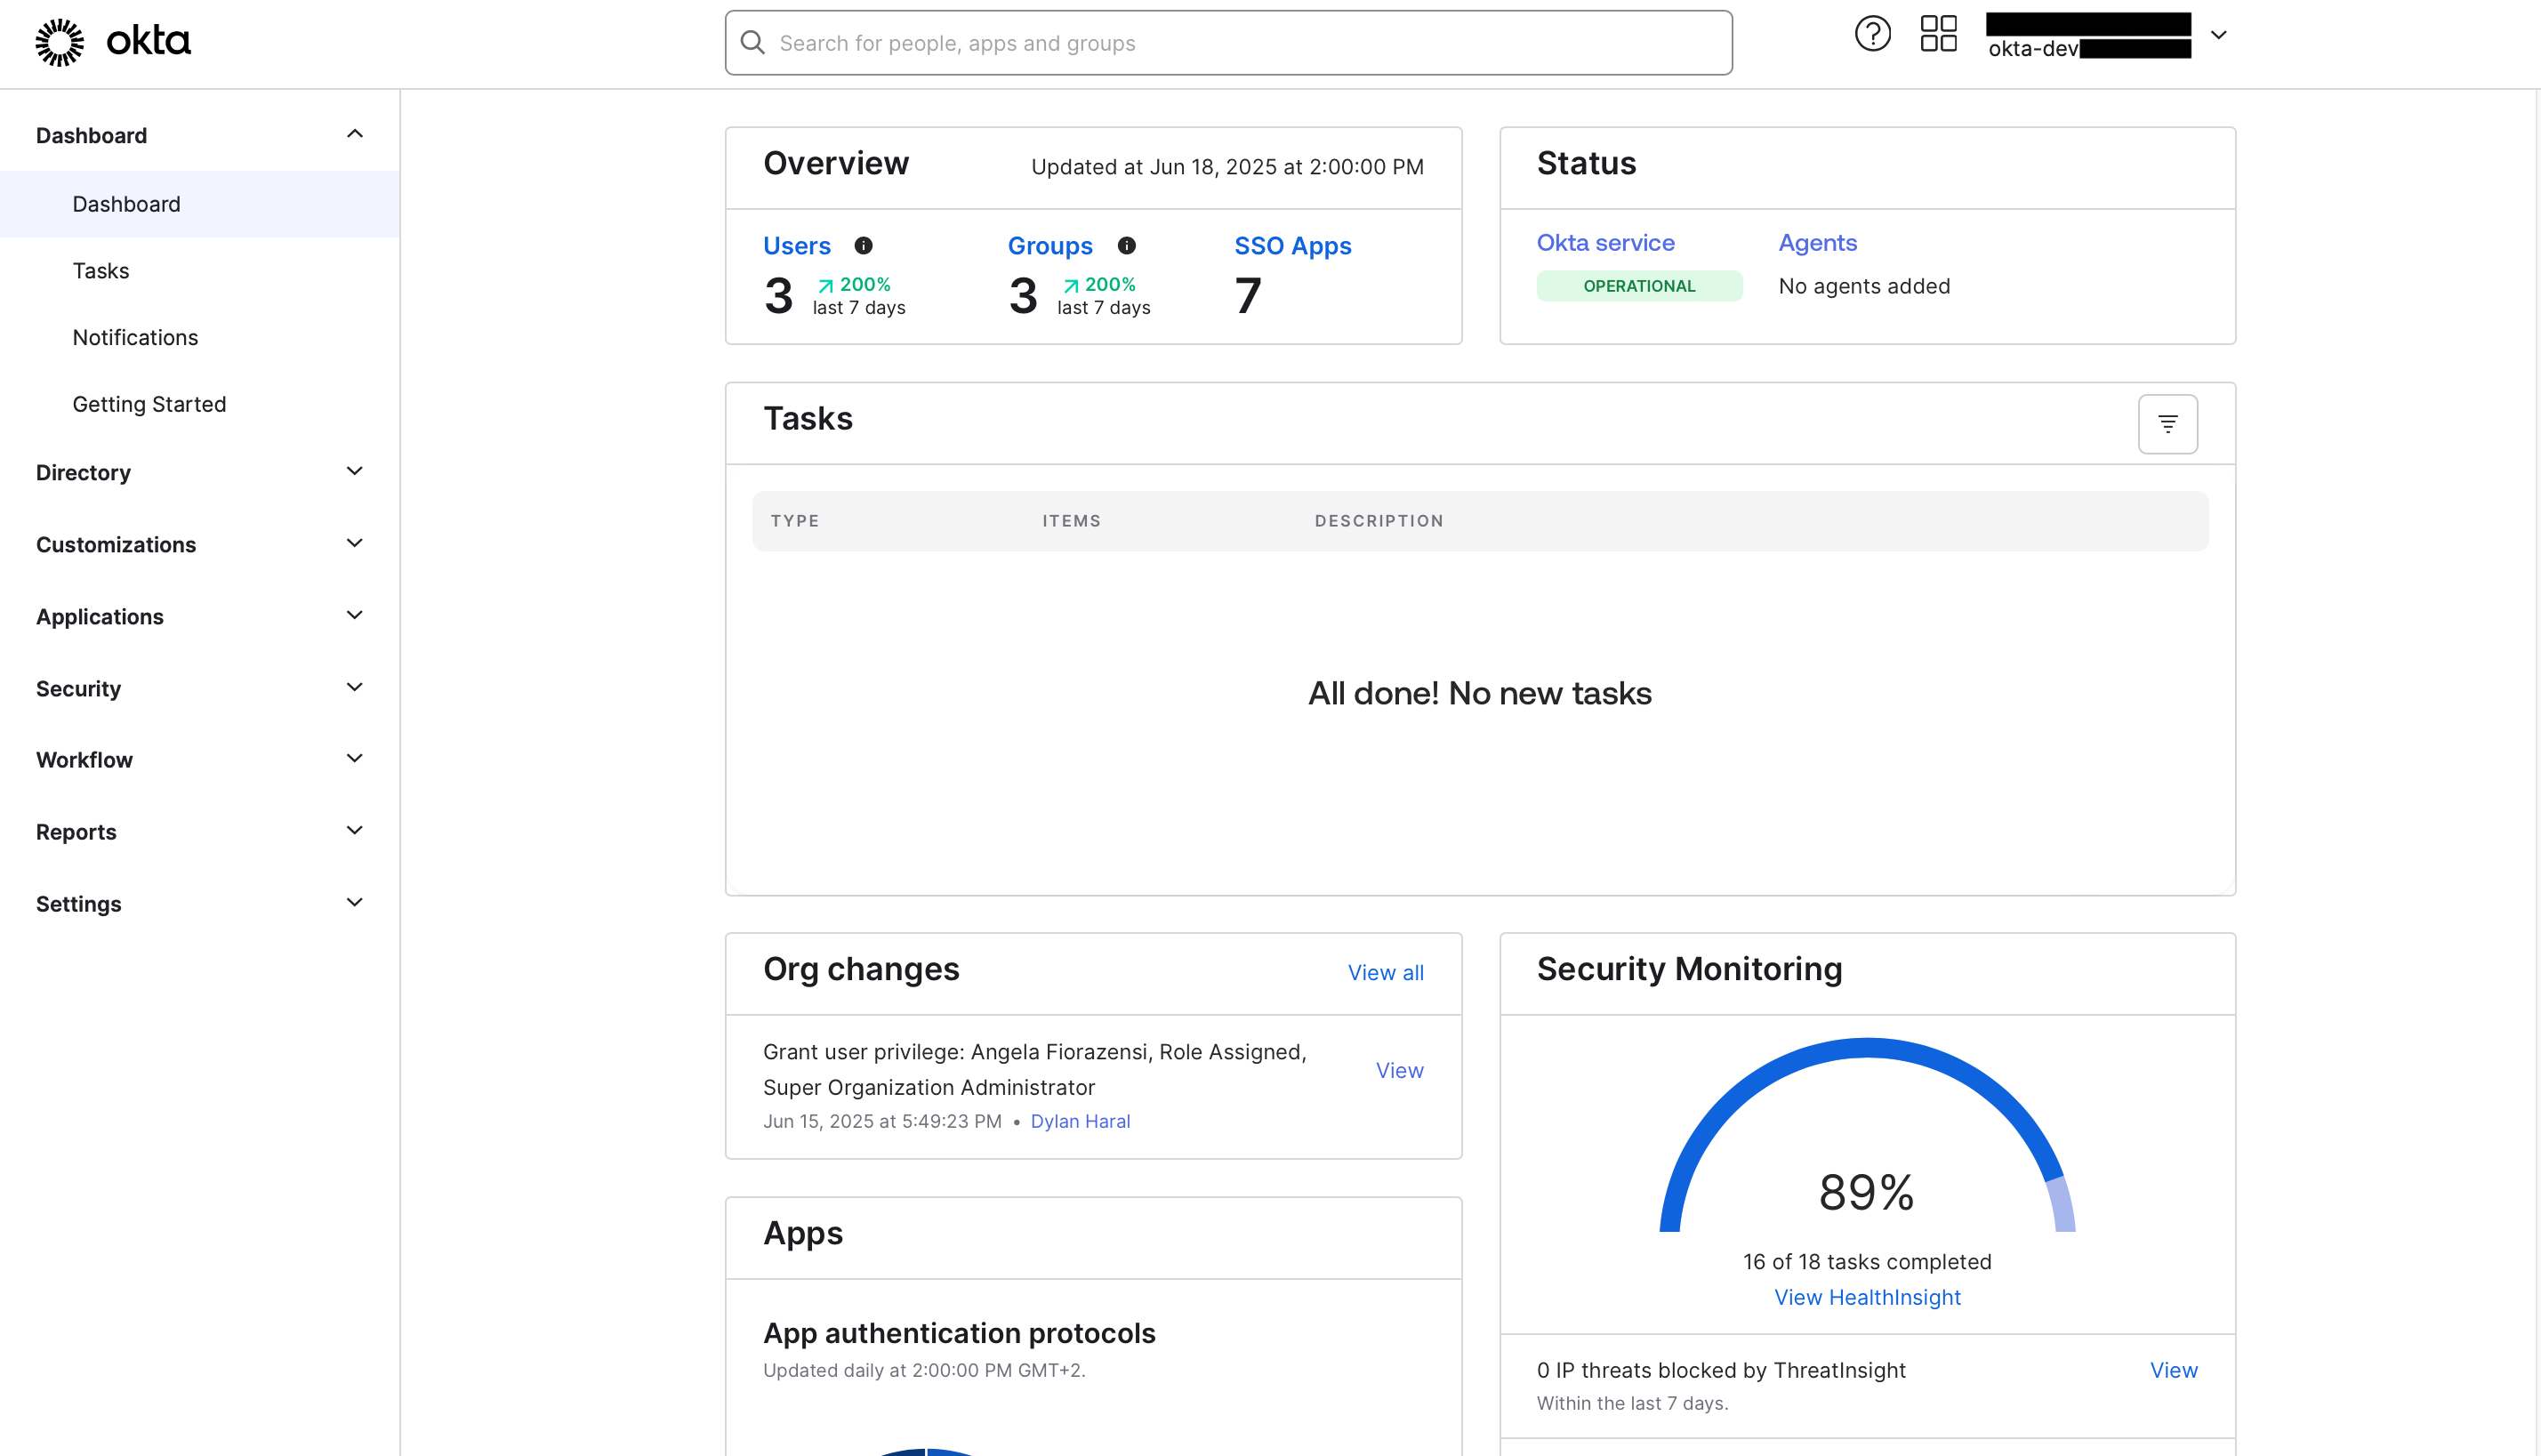 okta
Search for people, apps and groups
okta-dev
Dashboard
Dashboard
Tasks
Notifications
Getting Started
Directory
Customizations
Applications
Security
Workflow
Reports
Settings
Overview
Updated at Jun 18, 2025 at 2:00:00 PM
Users
3
200%
last 7 days
Groups
3
200%
last 7 days
SSO Apps
7
Status
Okta service
OPERATIONAL
Agents
No agents added
Tasks
TYPE ITEMS DESCRIPTION
All done! No new tasks
Org changes
View all
Grant user privilege: Angela Fiorazensi, Role Assigned,
Super Organization Administrator
View
Jun 15, 2025 at 5:49:23 PM • Dylan Haral
Apps
App authentication protocols
Updated daily at 2:00:00 PM GMT+2.
Security Monitoring
89%
16 of 18 tasks completed
View HealthInsight
0 IP threats blocked by ThreatInsight
View
Within the last 7 days.